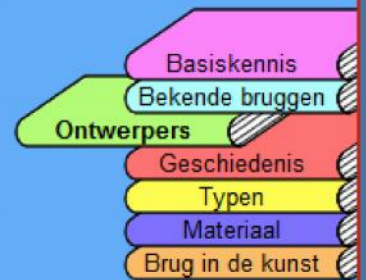 Basiskennis
Bekende bruggen
Ontwerpers
Geschiedenis
Typen
Materiaal
Brug in de kunst